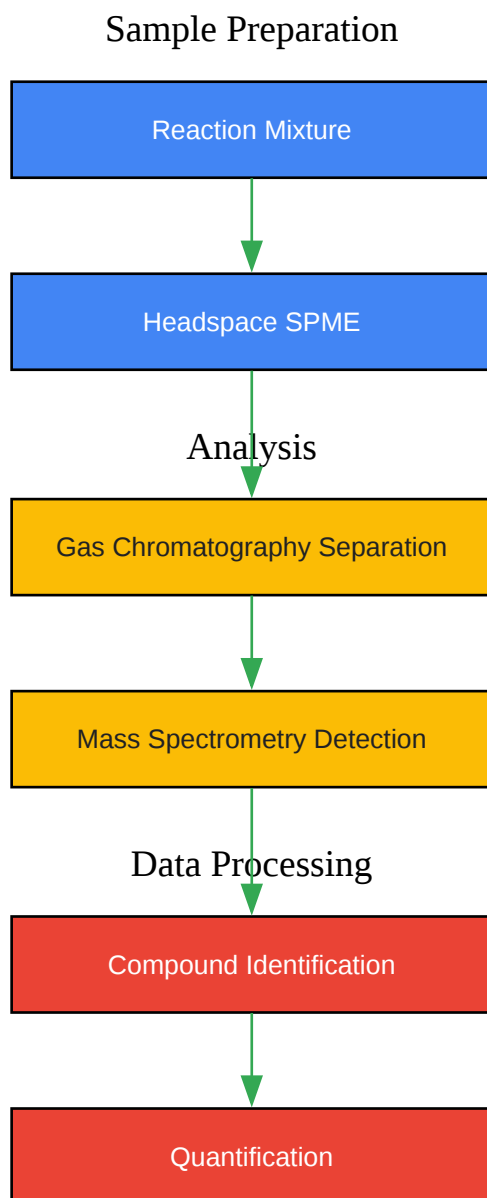 Sample Preparation
Reaction Mixture
Headspace SPME
Analysis
Gas Chromatography Separation
Mass Spectrometry Detection
Data Processing
Compound Identification
Quantification